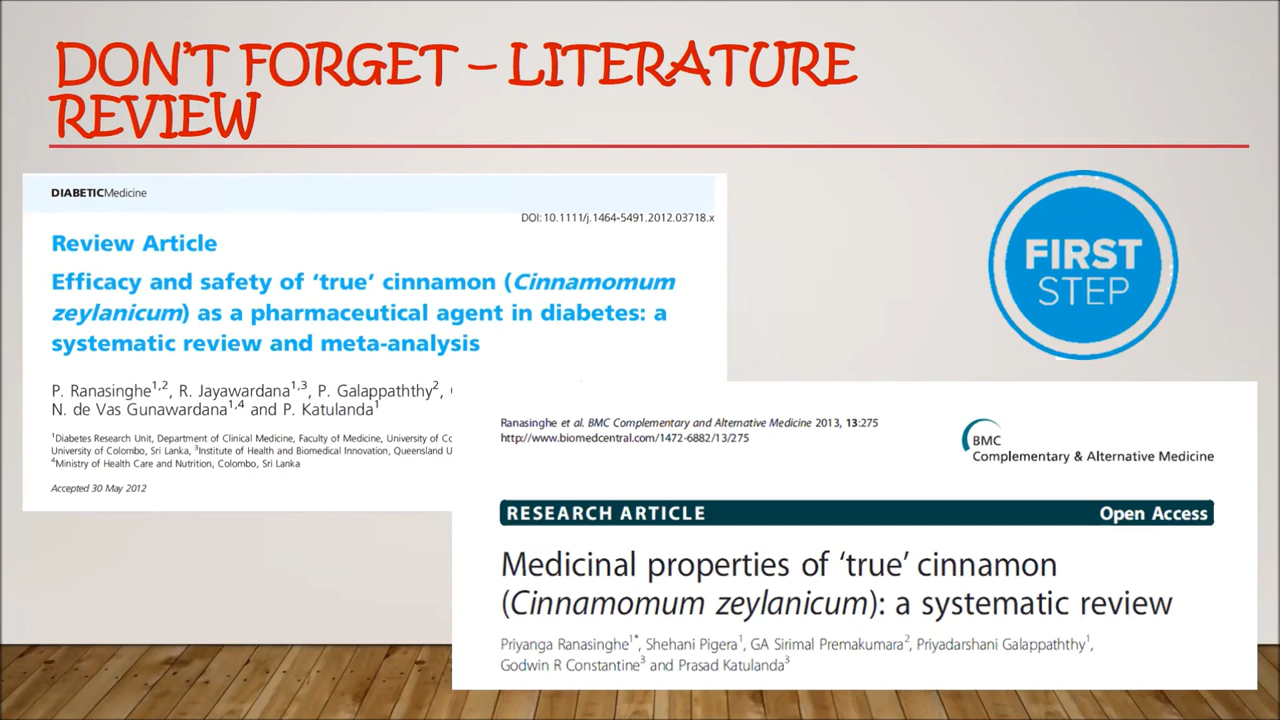 DON'T FORGET – LITERATURE
REVIEW
DIABETICMedicine
DOI: 10.1111/j.1464-5491.2012.03718.x
Review Article
Efficacy and safety of ‘true’ cinnamon (Cinnamomum
zeylanicum) as a pharmaceutical agent in diabetes: a
systematic review and meta-analysis
P. Ranasinghe1,2, R. Jayawardana1,3, P. Galappaththy2,
N. de Vas Gunawardana1,4 and P. Katulanda1
1Diabetes Research Unit, Department of Clinical Medicine, Faculty of Medicine, University of Co
University of Colombo, Sri Lanka, 3Institute of Health and Biomedical Innovation, Queensland U
4Ministry of Health Care and Nutrition, Colombo, Sri Lanka
Accepted 30 May 2012
FIRST
STEP
Ranasinghe et al. BMC Complementary and Alternative Medicine 2013, 13:275
http://www.biomedcentral.com/1472-6882/13/275
BMC
Complementary & Alternative Medicine
RESEARCH ARTICLE Open Access
Medicinal properties of ‘true’ cinnamon
(Cinnamomum zeylanicum): a systematic review
Priyanga Ranasinghe1*, Shehani Pigera1, GA Sirimal Premakumara2, Priyadarshani Galappaththy1,
Godwin R Constantine3 and Prasad Katulanda3